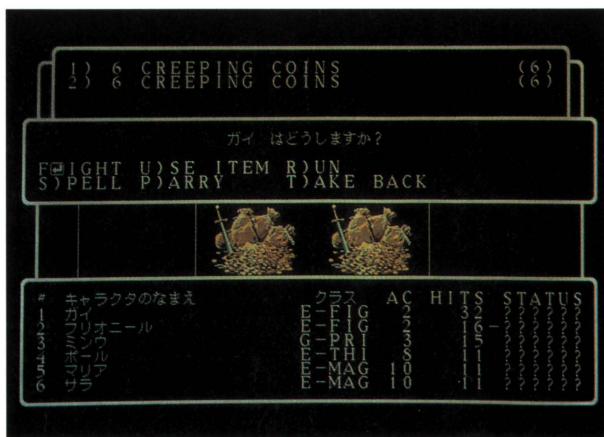 1) 6 CREEPING COINS (6)
2) 6 CREEPING COINS (6)
ガイ はどうしますか?
F⏎IGHT U)SE ITEM R)UN
S)PELL P)ARRY T)AKE BACK
# キャラクタのなまえ クラス AC HITS STATUS
1 ガイ E-FIG 2 32 ??????
2 フリオニール E-FIG 2 16- ??????
3 ミンウ G-PRI 3 15 ??????
4 ポール E-THI 8 11 ??????
5 マリア E-MAG 10 11 ??????
6 サラ E-MAG 10 11 ??????